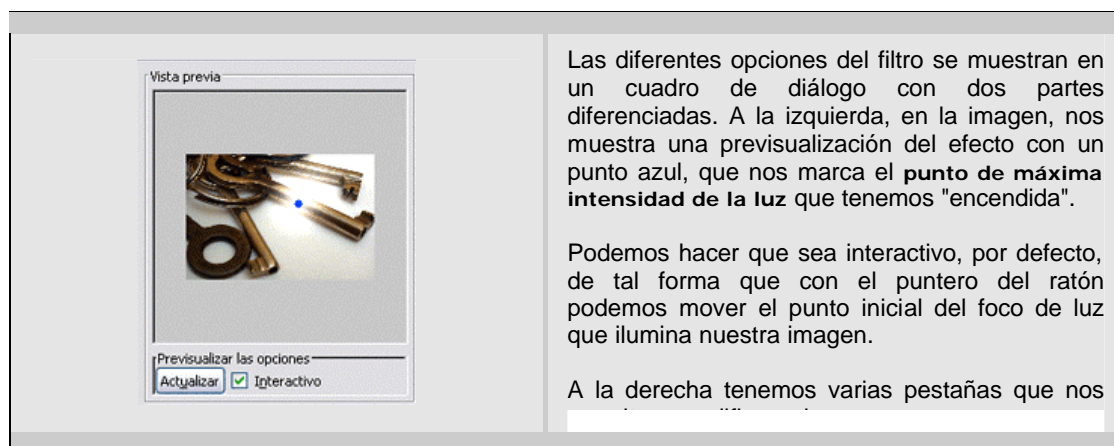 Vista previa
Previsualizar las opciones
Actualizar Interactivo
Las diferentes opciones del filtro se muestran en
un cuadro de diálogo con dos partes
diferenciadas. A la izquierda, en la imagen, nos
muestra una previsualización del efecto con un
punto azul, que nos marca el punto de máxima
intensidad de la luz que tenemos "encendida".
Podemos hacer que sea interactivo, por defecto,
de tal forma que con el puntero del ratón
podemos mover el punto inicial del foco de luz
que ilumina nuestra imagen.
A la derecha tenemos varias pestañas que nos